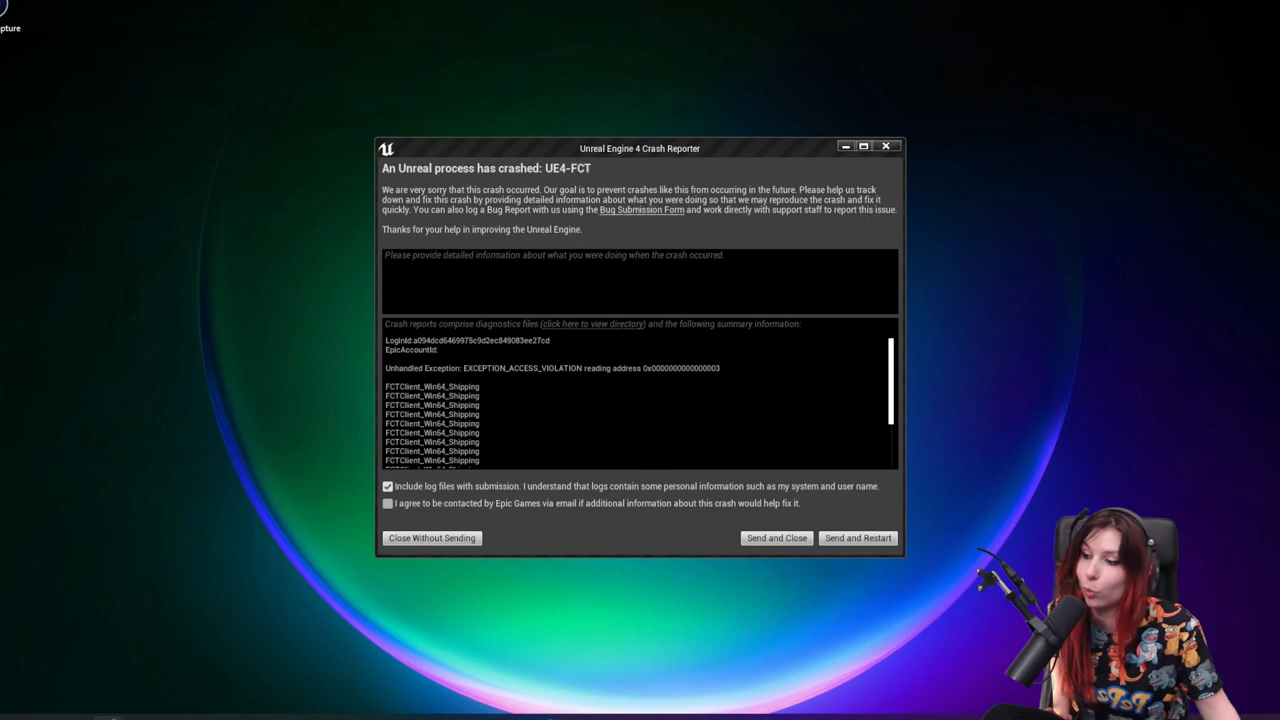 pture
Unreal Engine 4 Crash Reporter
An Unreal process has crashed: UE4-FCT
We are very sorry that this crash occurred. Our goal is to prevent crashes like this from occurring in the future. Please help us track
down and fix this crash by providing detailed information about what you were doing so that we may reproduce the crash and fix it
quickly. You can also log a Bug Report with us using the Bug Submission Form and work directly with support staff to report this issue.
Thanks for your help in improving the Unreal Engine.
Please provide detailed information about what you were doing when the crash occurred.
Crash reports comprise diagnostics files (click here to view directory) and the following summary information:
LoginId:a094dcd6469975c9d2ec849083ee27cd
EpicAccountId:
Unhandled Exception: EXCEPTION_ACCESS_VIOLATION reading address 0x0000000000000003
FCTClient_Win64_Shipping
FCTClient_Win64_Shipping
FCTClient_Win64_Shipping
FCTClient_Win64_Shipping
FCTClient_Win64_Shipping
FCTClient_Win64_Shipping
FCTClient_Win64_Shipping
FCTClient_Win64_Shipping
FCTClient_Win64_Shipping
Include log files with submission. I understand that logs contain some personal information such as my system and user name.
I agree to be contacted by Epic Games via email if additional information about this crash would help fix it.
Close Without Sending
Send and Close
Send and Restart